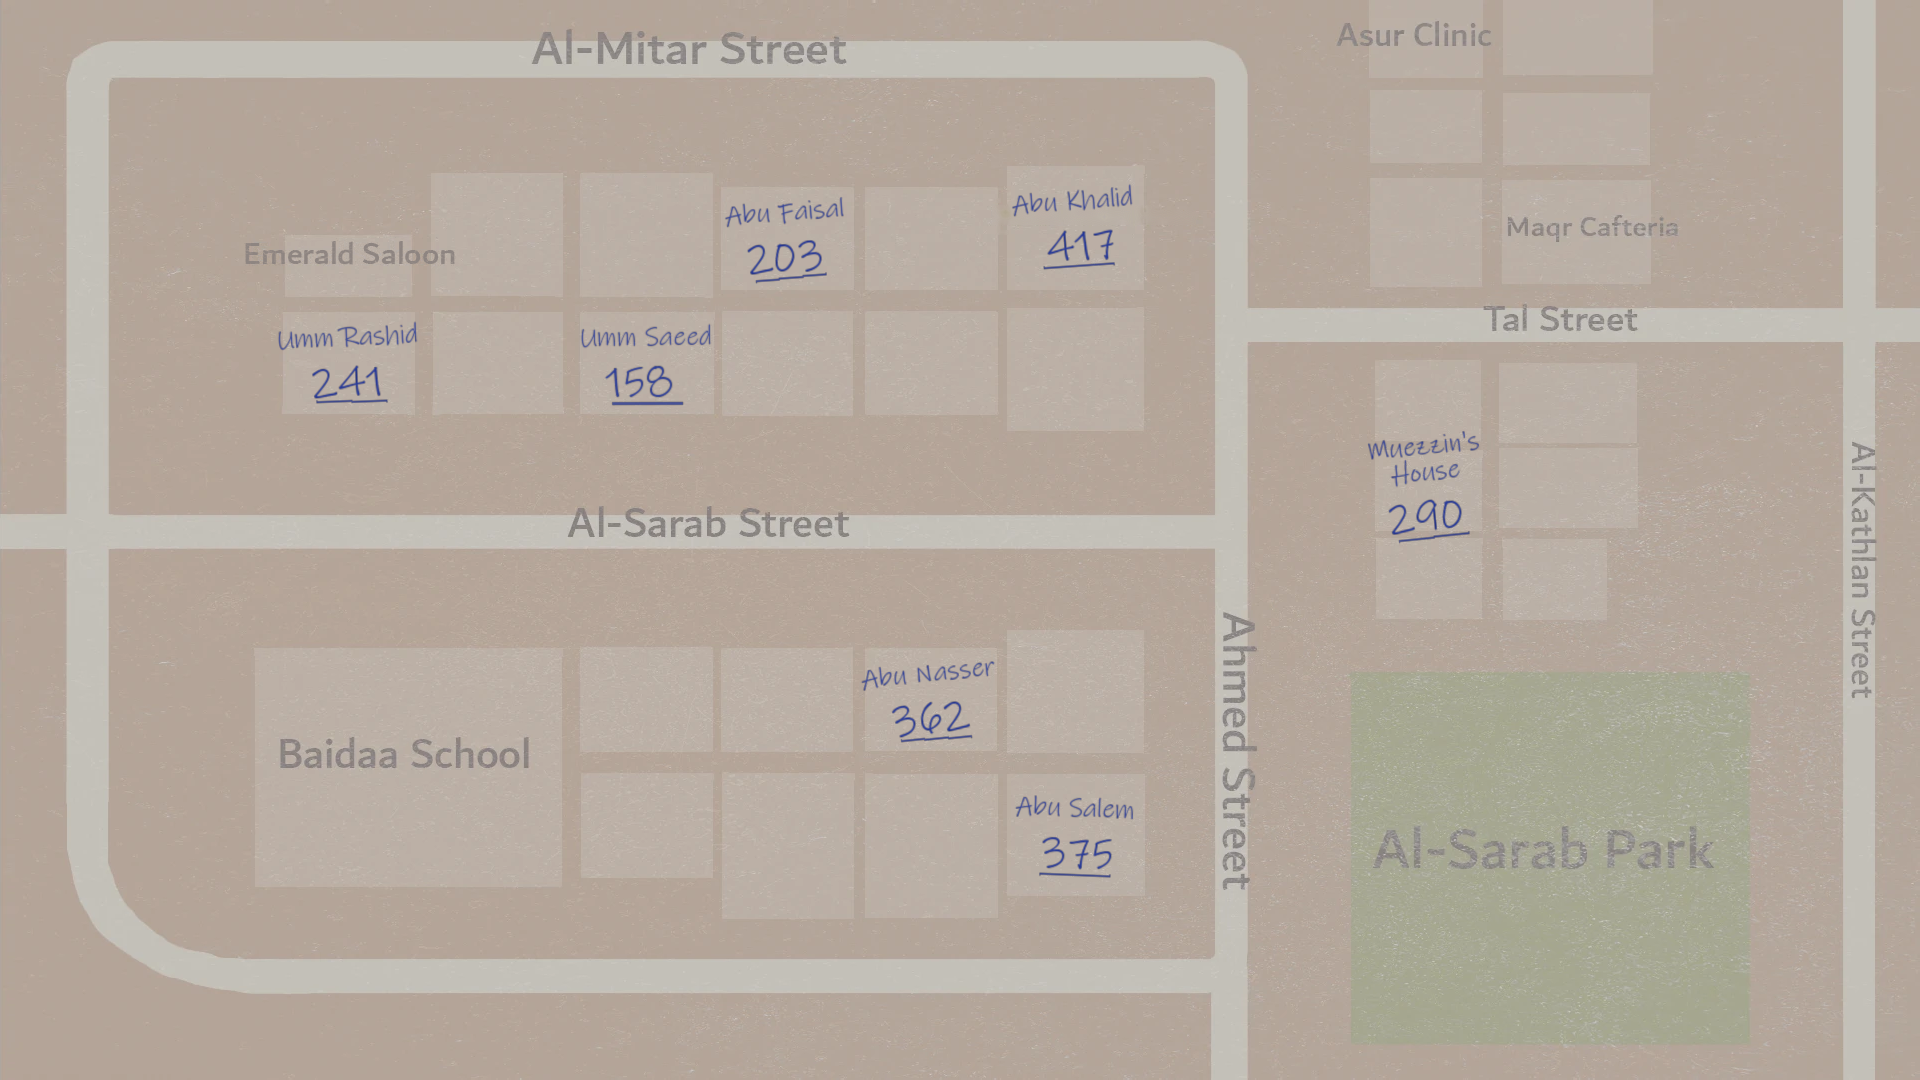 Al-Mitar Street
Asur Clinic
Abu Faisal
203
Abu Khalid
417
Emerald Saloon
Maqr Cafteria
Umm Rashid
241
Umm Saeed
158
Tal Street
Muezzin's
House
290
Al-Sarab Street
Al-Kathlan Street
Ahmed Street
Abu Nasser
362
Baidaa School
Abu Salem
375
Al-Sarab Park